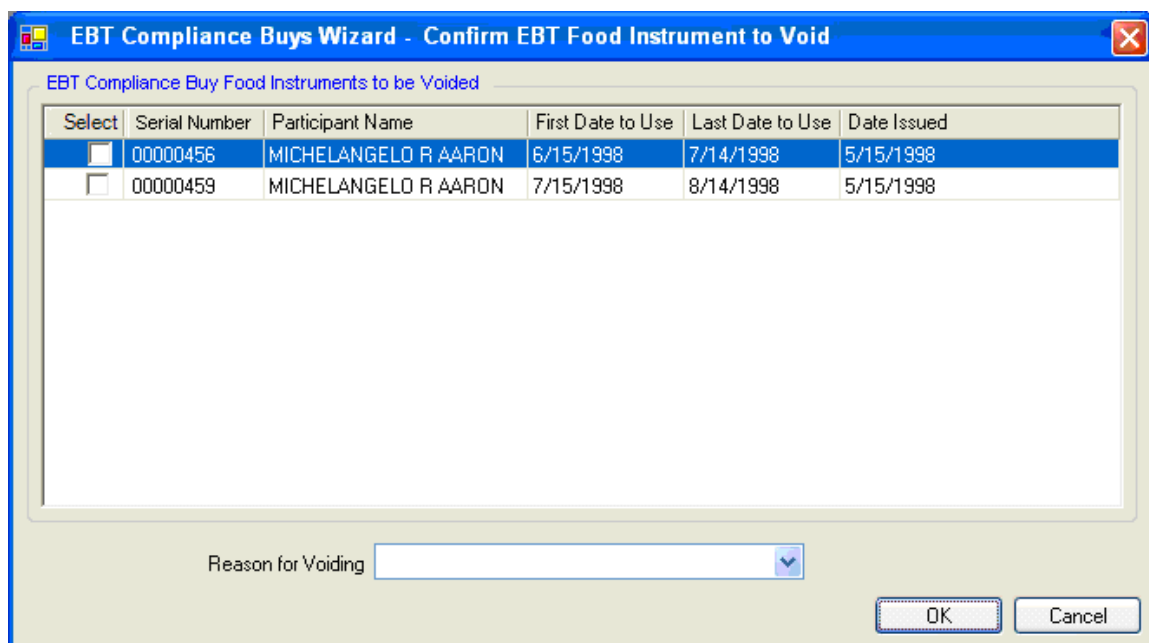 EBT Compliance Buys Wizard - Confirm EBT Food Instrument to Void
EBT Compliance Buy Food Instruments to be Voided
Select Serial Number Participant Name First Date to Use Last Date to Use Date Issued
00000456 MICHELANGELO R AARON 6/15/1998 7/14/1998 5/15/1998
00000459 MICHELANGELO R AARON 7/15/1998 8/14/1998 5/15/1998
Reason for Voiding
OK Cancel